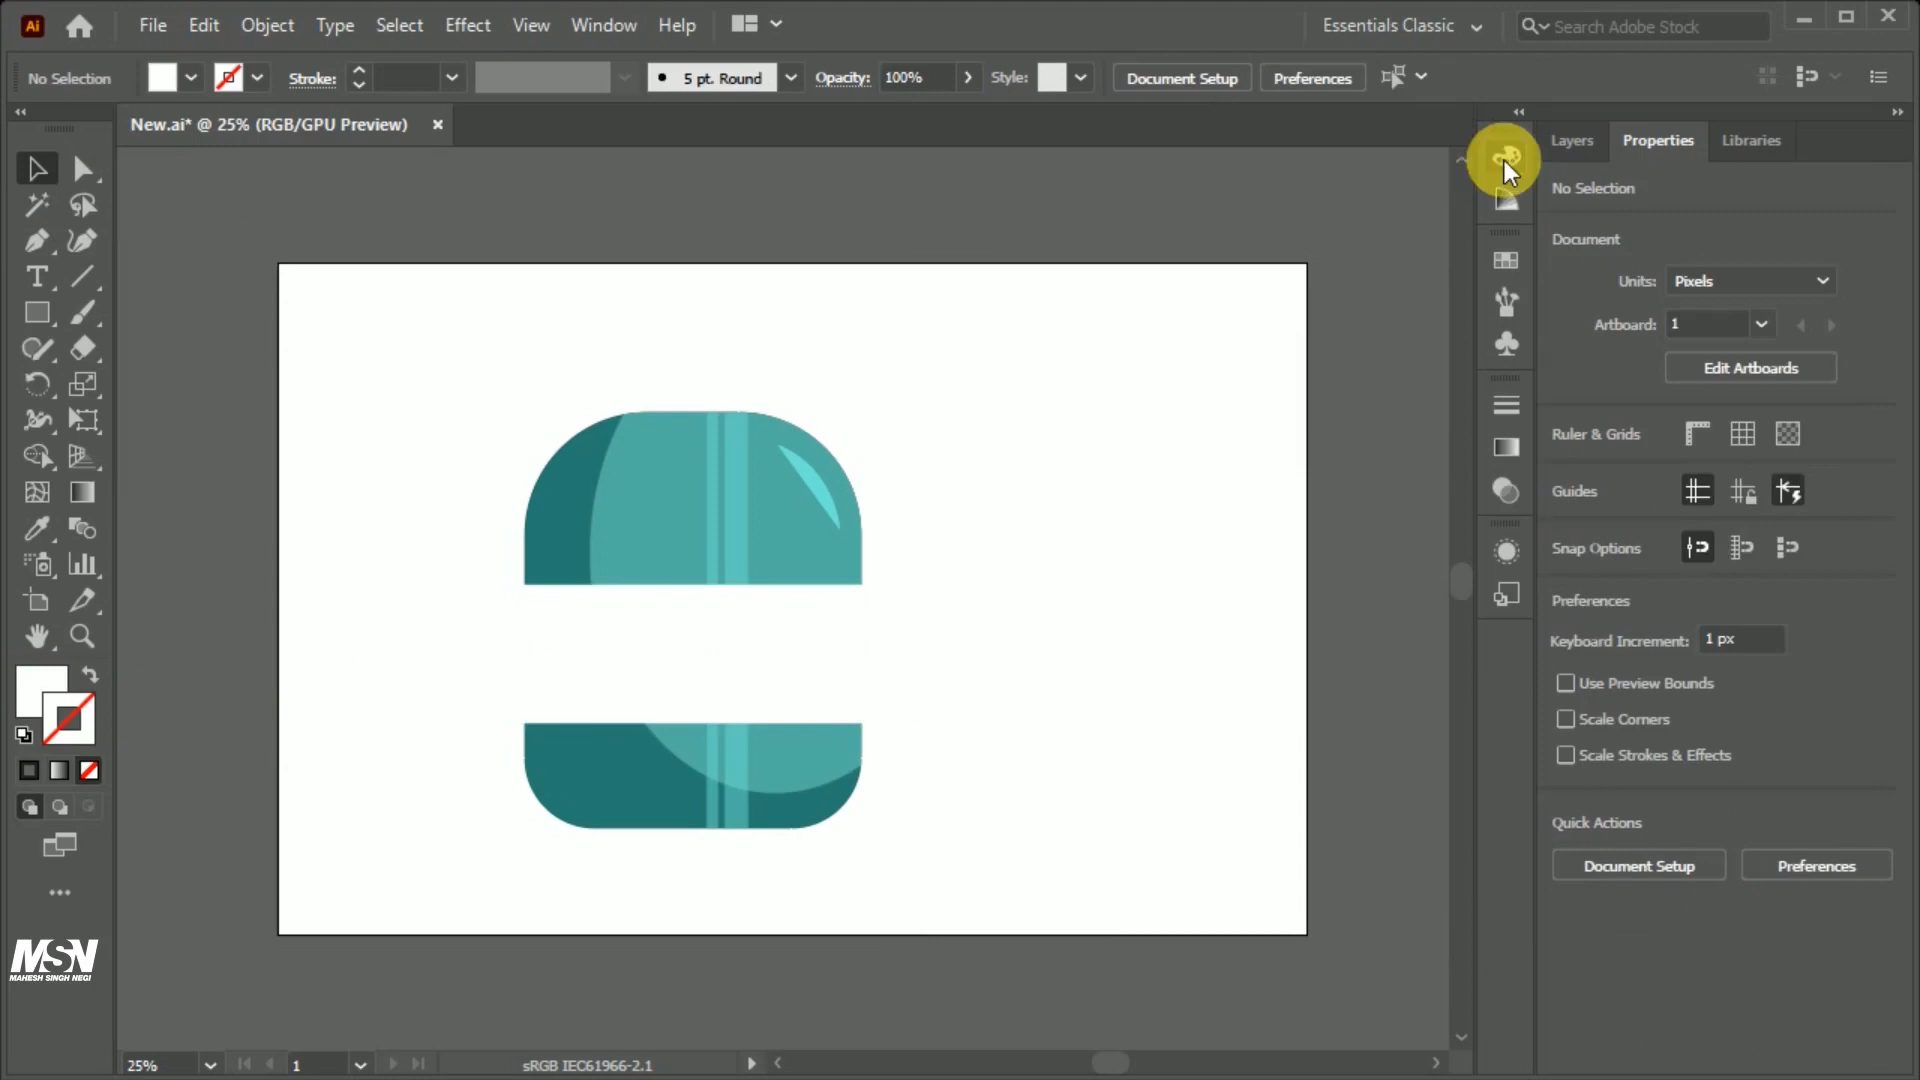 Ai
File Edit Object Type Select Effect View Window Help
Essentials Classic
Search Adobe Stock
No Selection
Stroke:
5 pt. Round
Opacity: 100%
Style:
Document Setup
Preferences
New.ai* @ 25% (RGB/GPU Preview) ×
Layers Properties Libraries
No Selection
Document
Units: Pixels
Artboard: 1
Edit Artboards
Ruler & Grids
Guides
Snap Options
Preferences
Keyboard Increment: 1 px
Use Preview Bounds
Scale Corners
Scale Strokes & Effects
Quick Actions
Document Setup
Preferences
MSN
MAHESH SINGH NEGI
25%
1
sRGB IEC61966-2.1